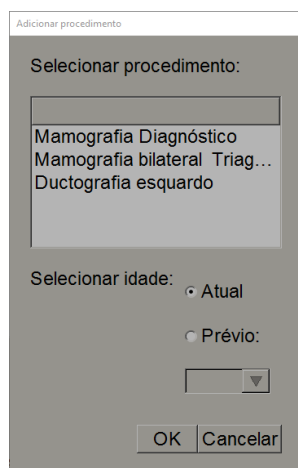 Adicionar procedimento
Selecionar procedimento:
Mamografia Diagnóstico
Mamografia bilateral Triag...
Ductografia esquardo
Selecionar idade:
Atual
Prévio:
OK Cancelar